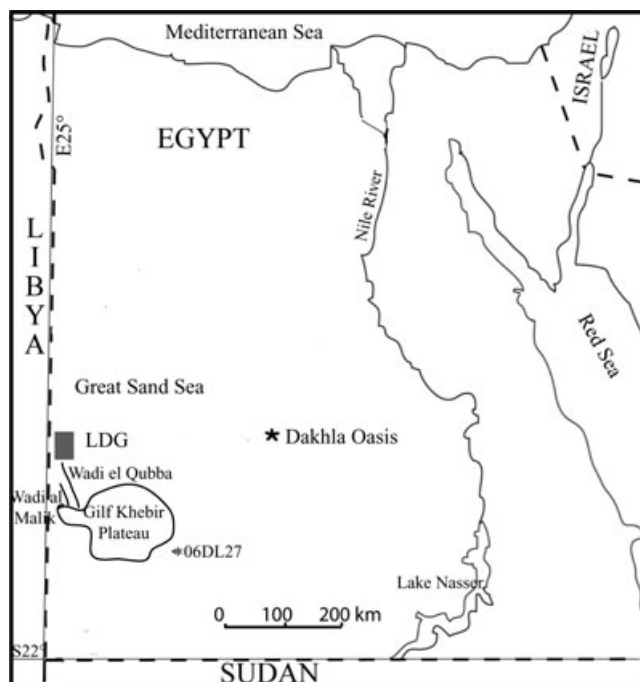 Mediterranean Sea
ISRAEL
E25°
EGYPT
Nile River
LIBYA
Red Sea
Great Sand Sea
LDG
* Dakhla Oasis
Wadi el Qubba
Wadi al
Malik
Gilf Khebir
Plateau
*06DL27
Lake Nasser
0 100 200 km
S22°
SUDAN